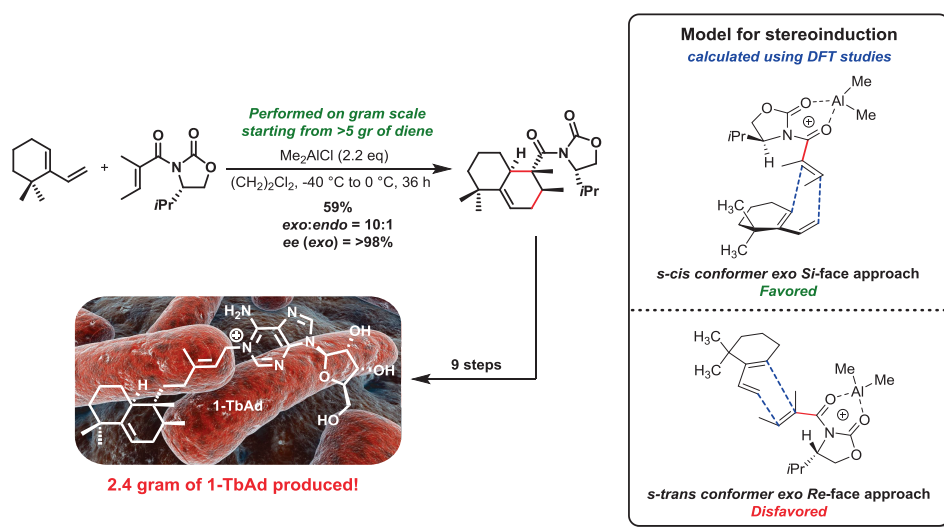 Performed on gram scale
starting from >5 gr of diene
Me2AlCl (2.2 eq)
(CH2)2Cl2, -40 °C to 0 °C, 36 h
59%
exo:endo = 10:1
ee (exo) = >98%
+
O
N
O
O
iPr
H
O
N
O
O
iPr
9 steps
H2N
N
N
N
N
⊕
OH
O
OH
HO
H
1-TbAd
2.4 gram of 1-TbAd produced!
Model for stereoinduction
calculated using DFT studies
Me
Me
Al
O
O
O
N
⊕
iPr
H
H3C
CH3
s-cis conformer exo Si-face approach
Favored
CH3
H3C
Me
Me
Al
O
O
⊕
N
H
O
iPr
s-trans conformer exo Re-face approach
Disfavored